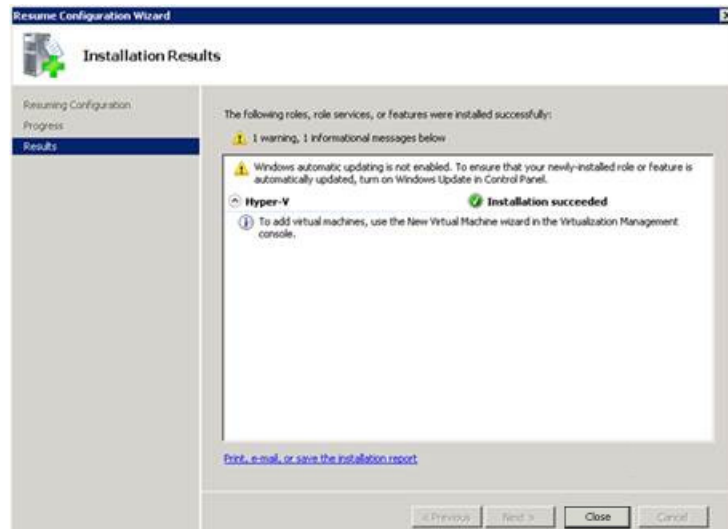 Resume Configuration Wizard
Installation Results
Resuming Configuration
Progress
Results
The following roles, role services, or features were installed successfully:
1 warning, 1 informational messages below
Windows automatic updating is not enabled. To ensure that your newly-installed role or feature is
automatically updated, turn on Windows Update in Control Panel.
Hyper-V
Installation succeeded
To add virtual machines, use the New Virtual Machine wizard in the Virtualization Management
console.
Print, e-mail, or save the installation report
< Previous
Next >
Close
Cancel